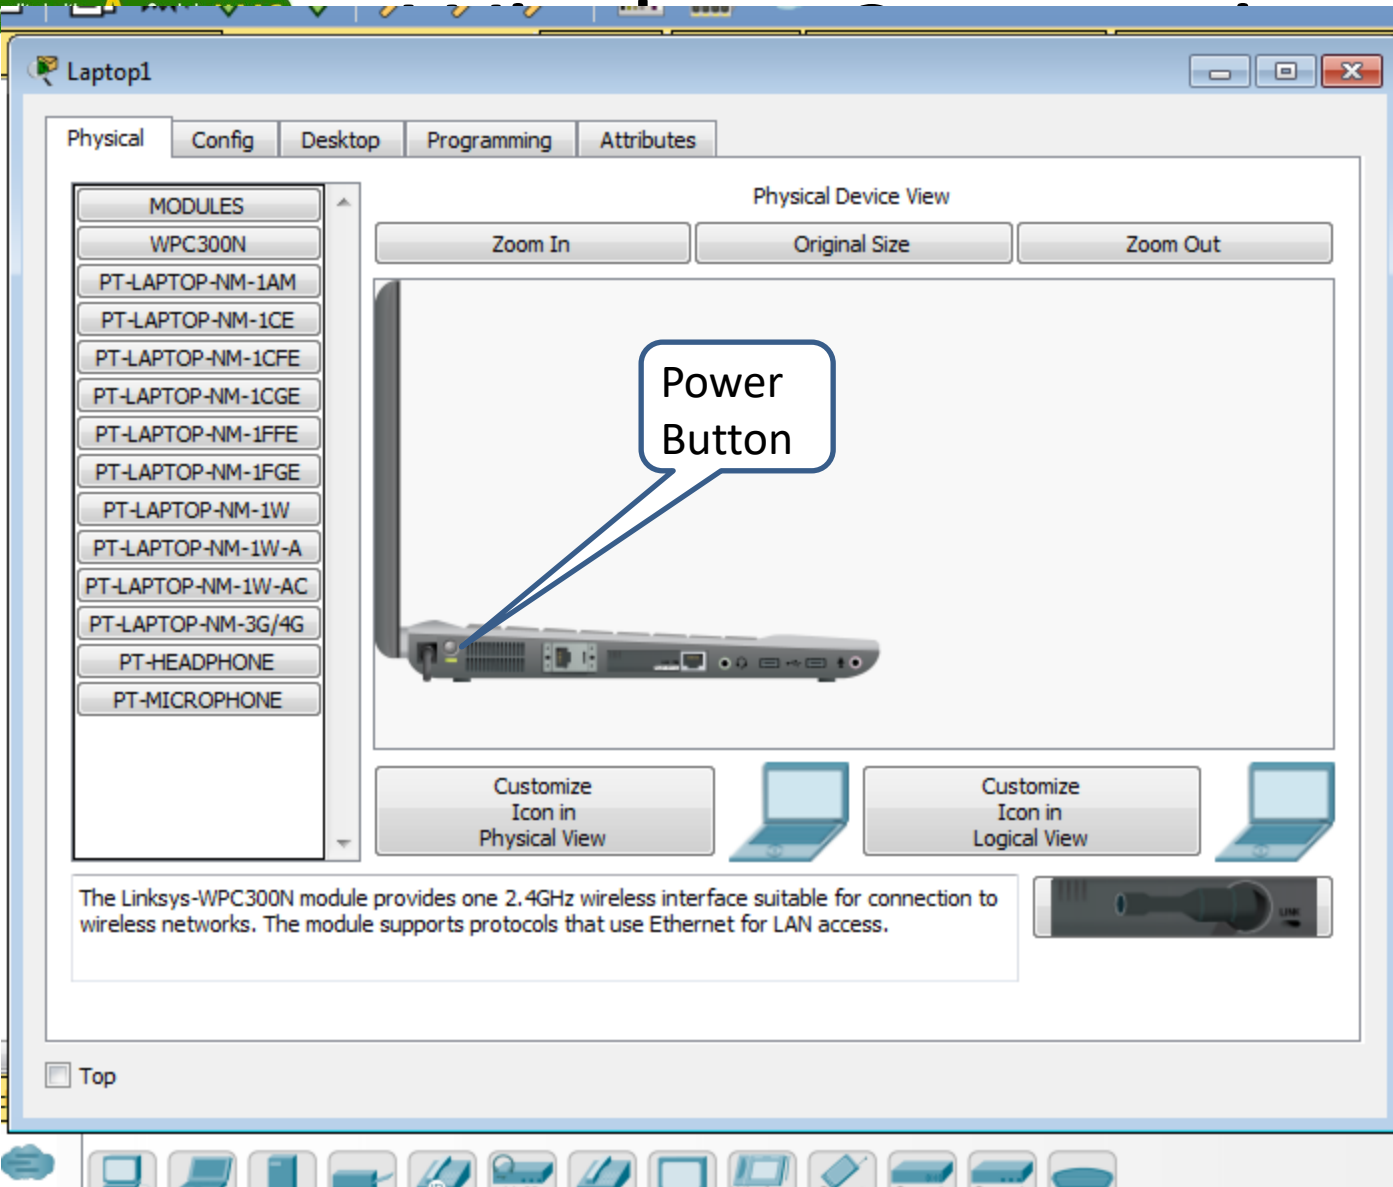 Laptop1
Physical Config Desktop Programming Attributes
MODULES
WPC300N
PT-LAPTOP-NM-1AM
PT-LAPTOP-NM-1CE
PT-LAPTOP-NM-1CFE
PT-LAPTOP-NM-1CGE
PT-LAPTOP-NM-1FFE
PT-LAPTOP-NM-1FGE
PT-LAPTOP-NM-1W
PT-LAPTOP-NM-1W-A
PT-LAPTOP-NM-1W-AC
PT-LAPTOP-NM-3G/4G
PT-HEADPHONE
PT-MICROPHONE
Physical Device View
Zoom In Original Size Zoom Out
Power
Button
Customize
Icon in
Physical View
Customize
Icon in
Logical View
The Linksys-WPC300N module provides one 2.4GHz wireless interface suitable for connection to
wireless networks. The module supports protocols that use Ethernet for LAN access.
LINK
Top